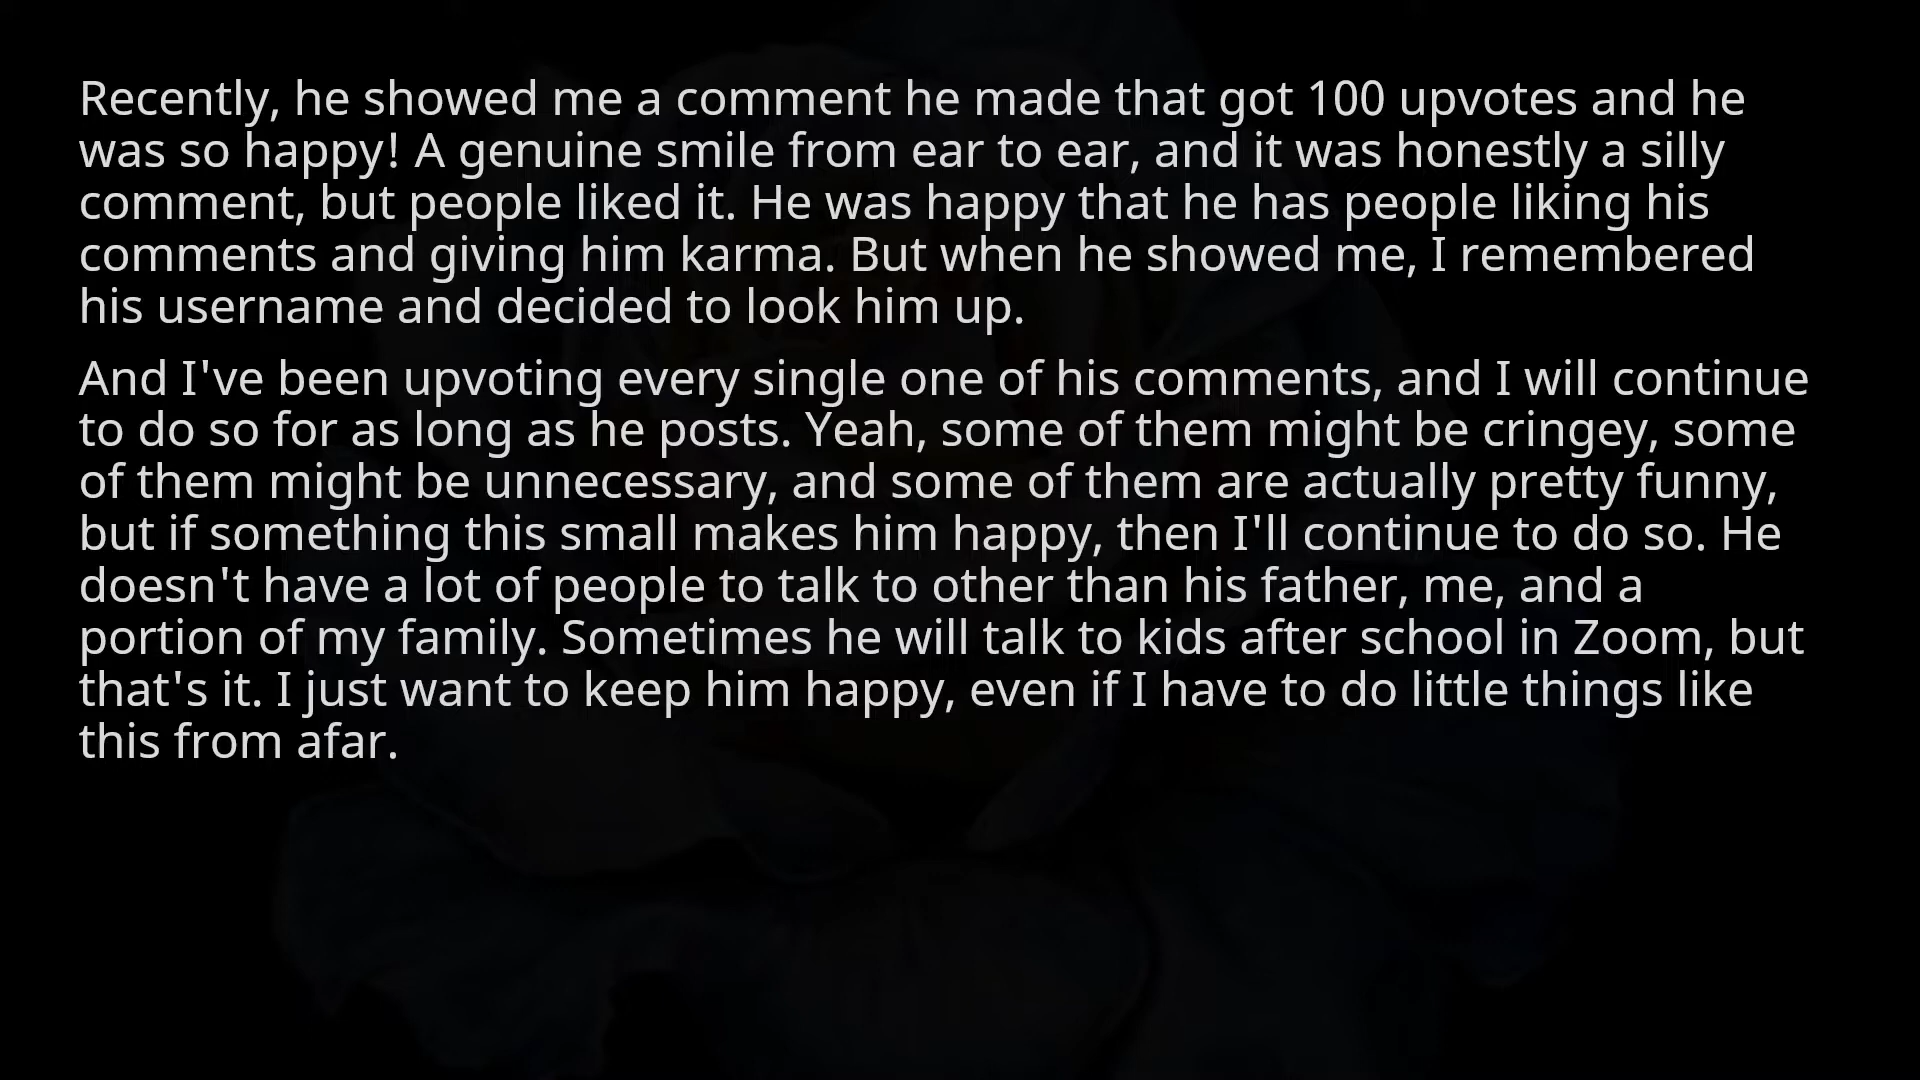 Recently, he showed me a comment he made that got 100 upvotes and he
was so happy! A genuine smile from ear to ear, and it was honestly a silly
comment, but people liked it. He was happy that he has people liking his
comments and giving him karma. But when he showed me, I remembered
his username and decided to look him up.
And I've been upvoting every single one of his comments, and I will continue
to do so for as long as he posts. Yeah, some of them might be cringey, some
of them might be unnecessary, and some of them are actually pretty funny,
but if something this small makes him happy, then I'll continue to do so. He
doesn't have a lot of people to talk to other than his father, me, and a
portion of my family. Sometimes he will talk to kids after school in Zoom, but
that's it. I just want to keep him happy, even if I have to do little things like
this from afar.